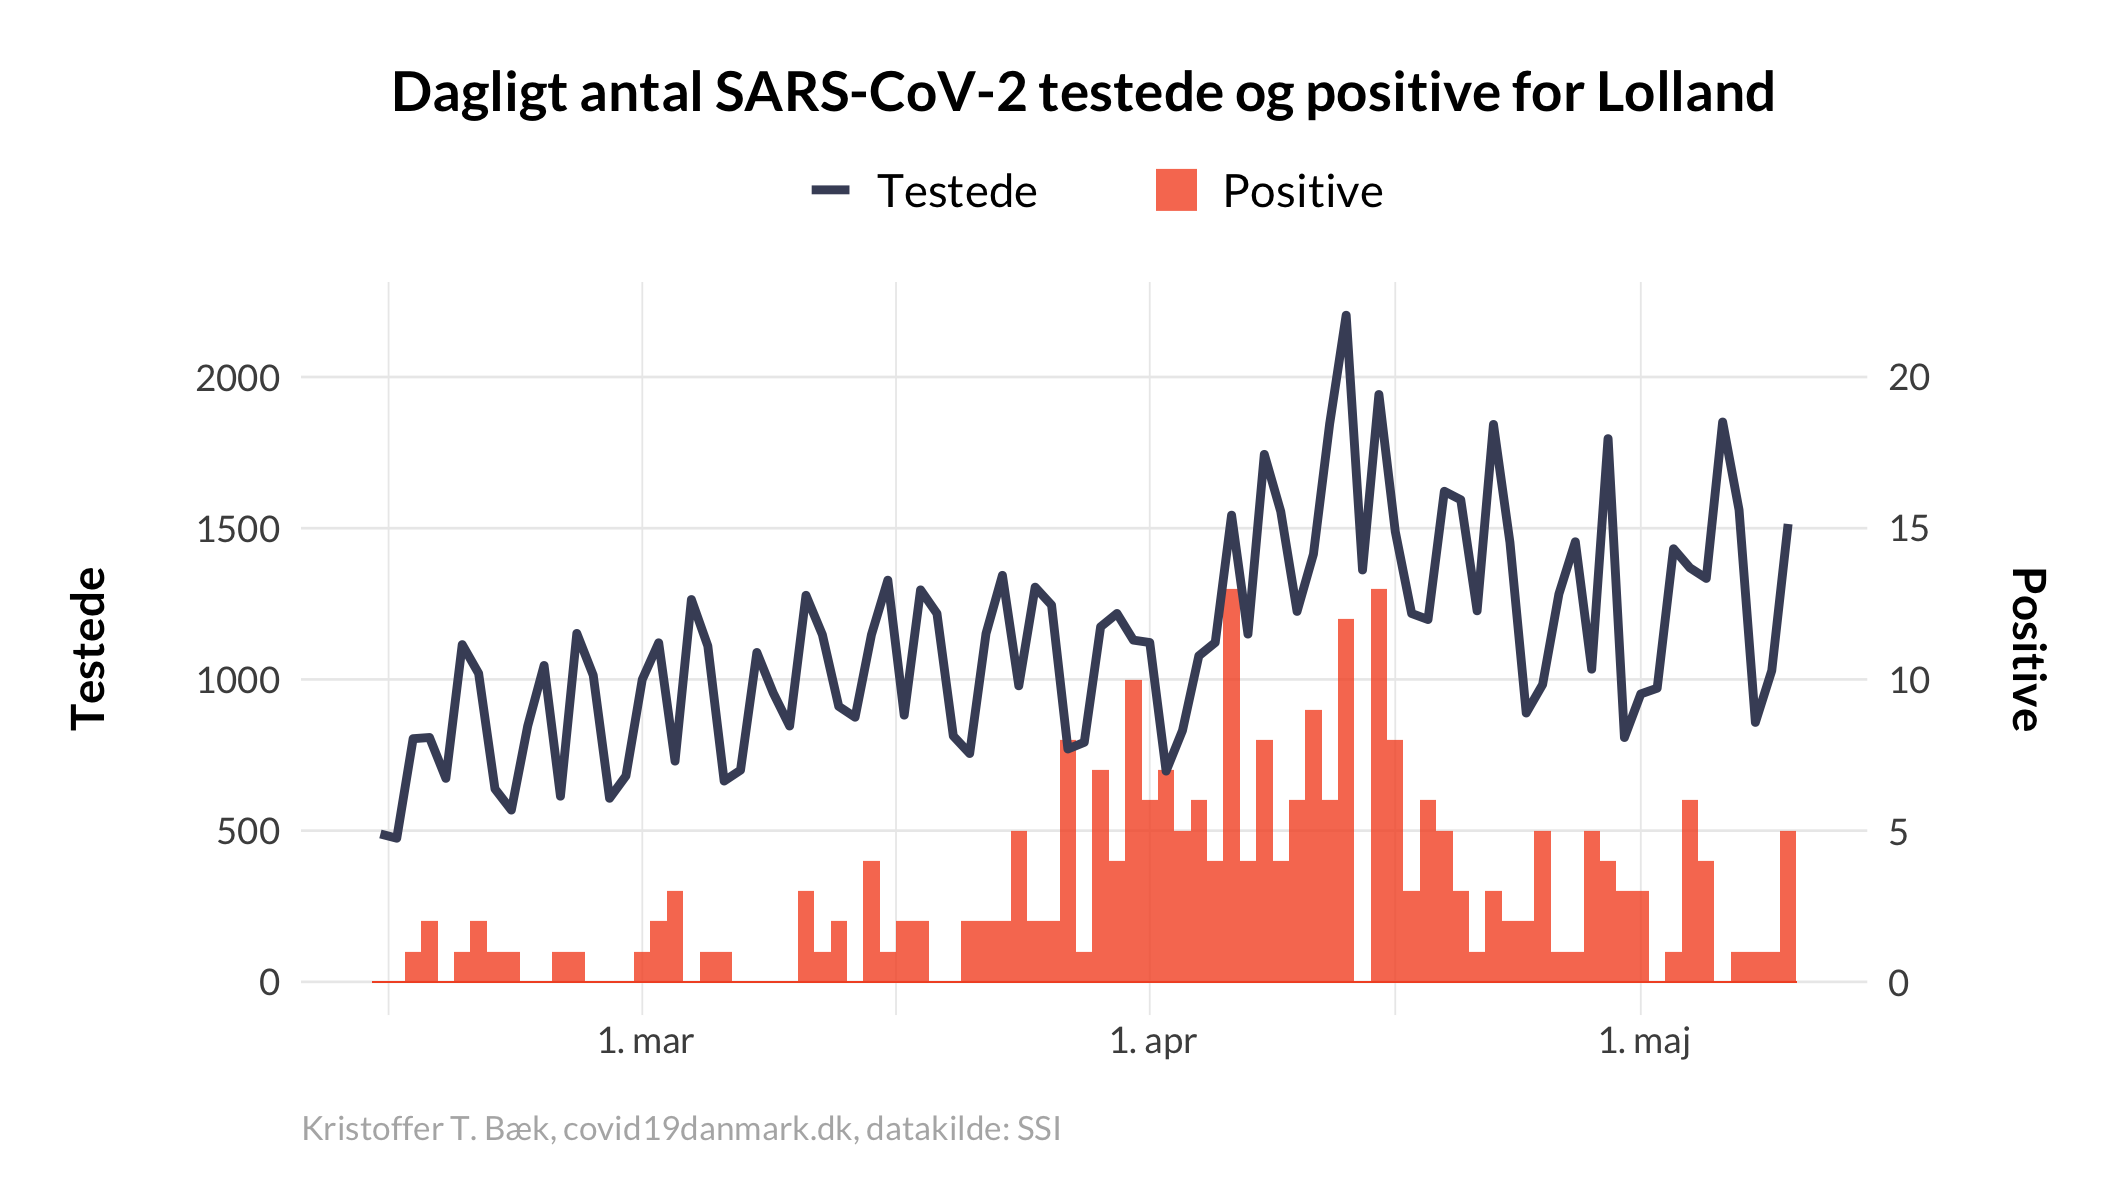 Dagligt antal SARS-CoV-2 testede og positive for Lolland
Testede
Positive
2000
1500
1000
500
0
20
15
10
5
0
Testede
Positive
1. mar
1. apr
1. maj
Kristoffer T. Bæk, covid19danmark.dk, datakilde: SSI